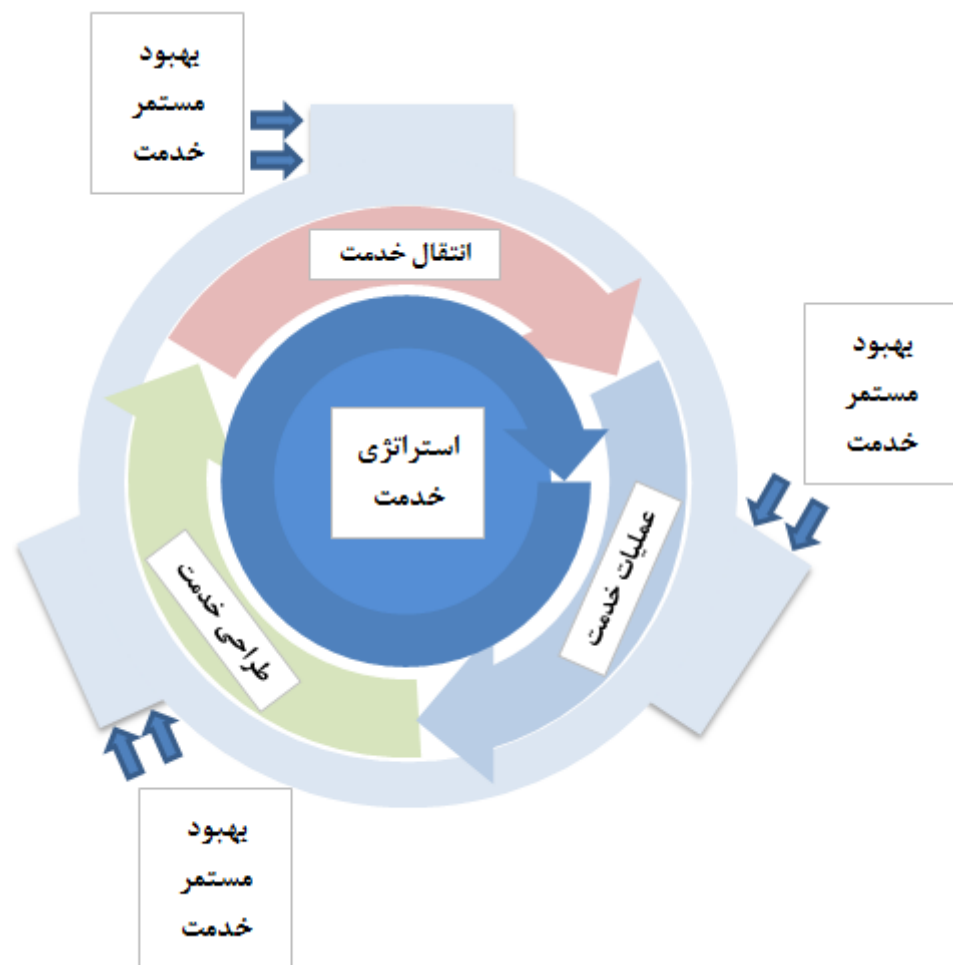 بهبود
مستمر
خدمت
انتقال خدمت
بهبود
مستمر
خدمت
استراتژی
خدمت
عملیات خدمت
طراحی خدمت
بهبود
مستمر
خدمت